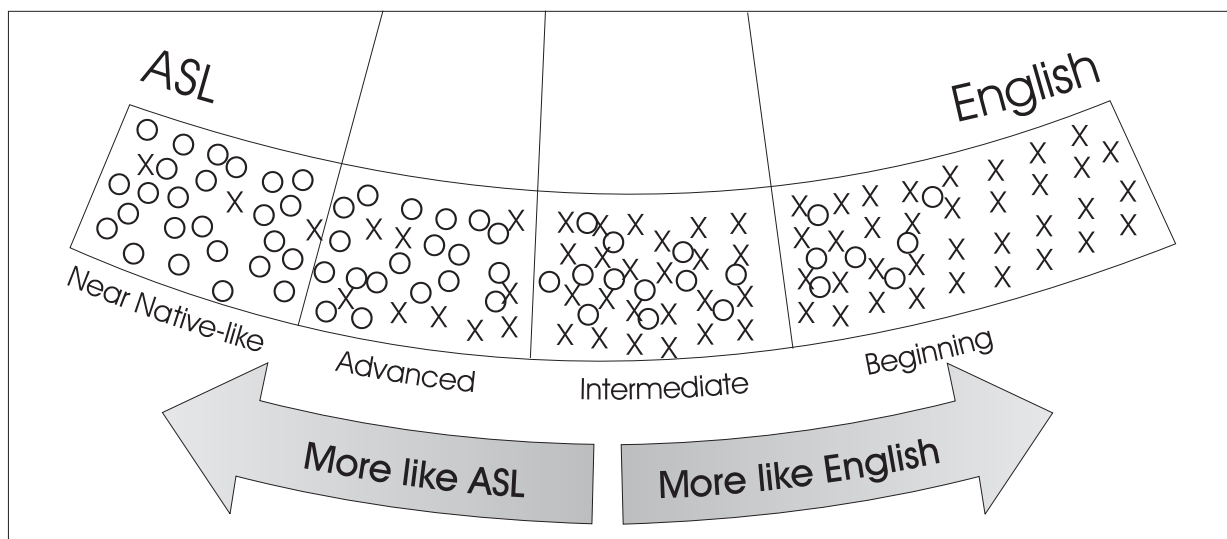 ASL
English
Near Native-like
Advanced
Intermediate
Beginning
More like ASL
More like English